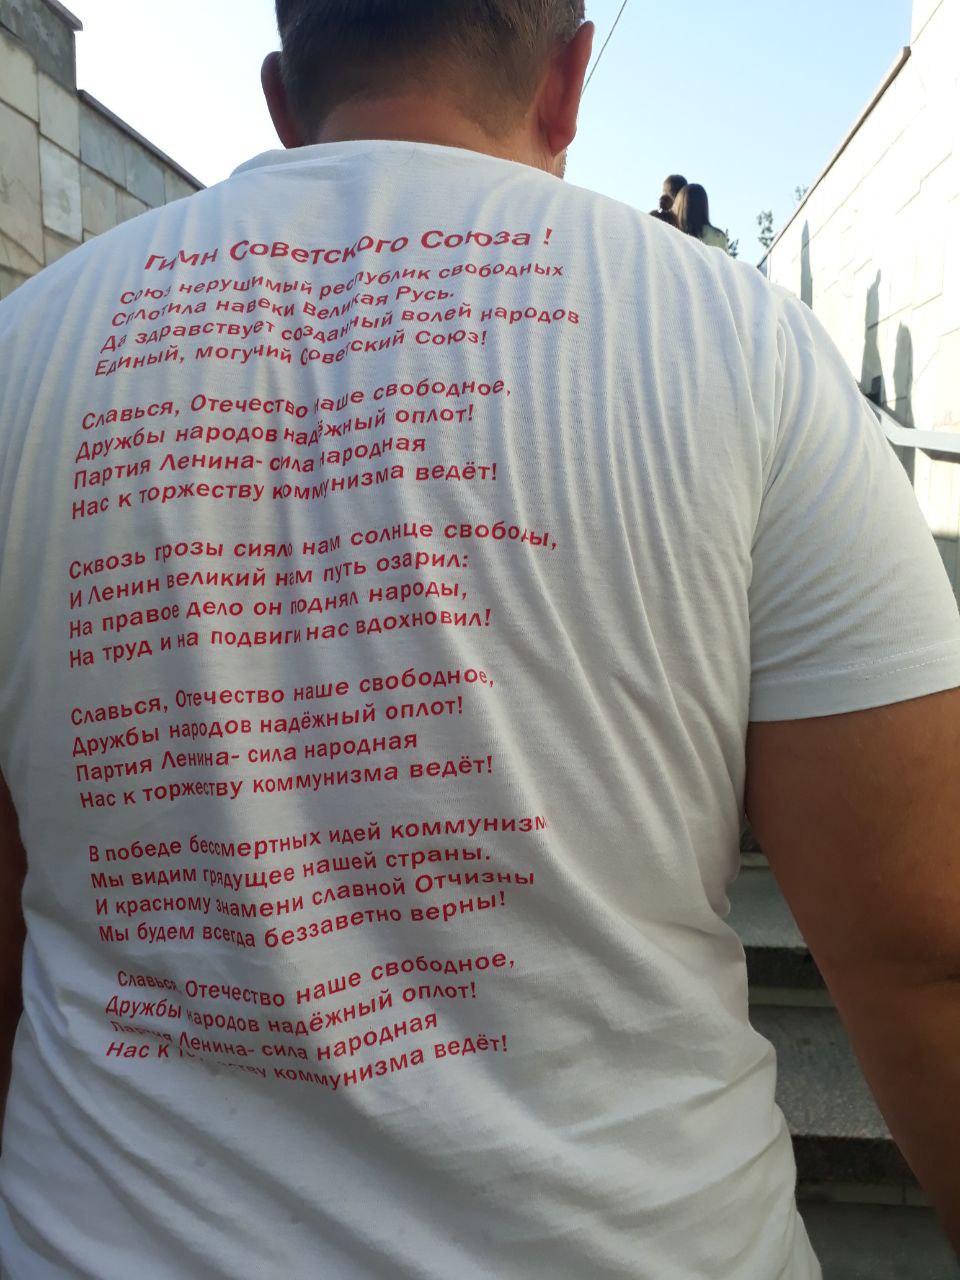 Гимн Советского Союза !
Союз нерушимый республик свободных
Сплотила навеки Великая Русь.
Да здравствует созданный волей народов
Единый, могучий Советский Союз!
Славься, Отечество наше свободное,
Дружбы народов надёжный оплот!
Партия Ленина- сила народная
Нас к торжеству коммунизма ведёт!
Сквозь грозы сияло нам солнце свободы,
И Ленин великий нам путь озарил:
На правое дело он поднял народы,
На труд и на подвиги нас вдохновил!
Славься, Отечество наше свободное,
Дружбы народов надёжный оплот!
Партия Ленина- сила народная
Нас к торжеству коммунизма ведёт!
В победе бессмертных идей коммунизм
Мы видим грядущее нашей страны.
И красному знамени славной Отчизны
Мы будем всегда беззаветно верны!
Славься, Отечество наше свободное,
Дружбы народов надёжный оплот!
Партия Ленина- сила народная
Нас к торжеству коммунизма ведёт!